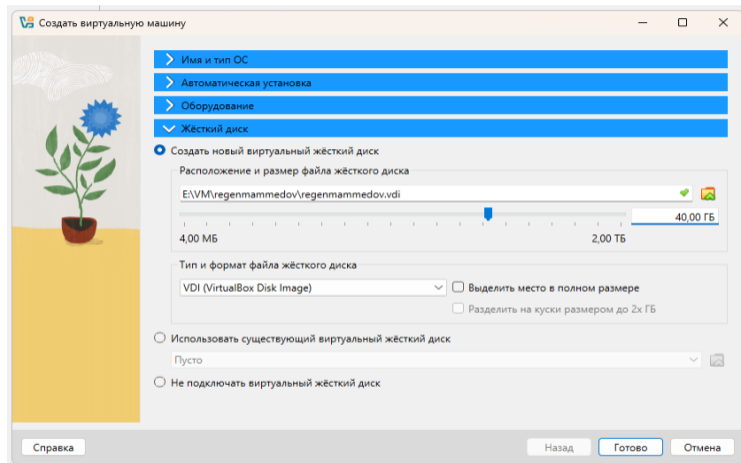 Создать виртуальную машину
Имя и тип ОС
Автоматическая установка
Оборудование
Жёсткий диск
Создать новый виртуальный жёсткий диск
Расположение и размер файла жёсткого диска
E:\VM\regenmammedov\regenmammedov.vdi
40,00 ГБ
4,00 МБ 2,00 ТБ
Тип и формат файла жёсткого диска
VDI (VirtualBox Disk Image) Выделить место в полном размере
Разделить на куски размером до 2х ГБ
Использовать существующий виртуальный жёсткий диск
Пусто
Не подключать виртуальный жёсткий диск
Справка Назад Готово Отмена